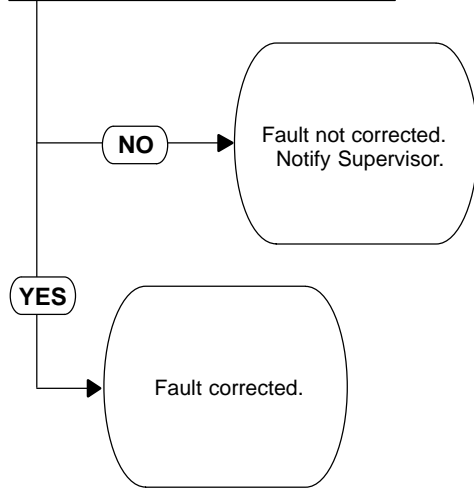 NO
Fault not corrected.
Notify Supervisor.
YES
Fault corrected.